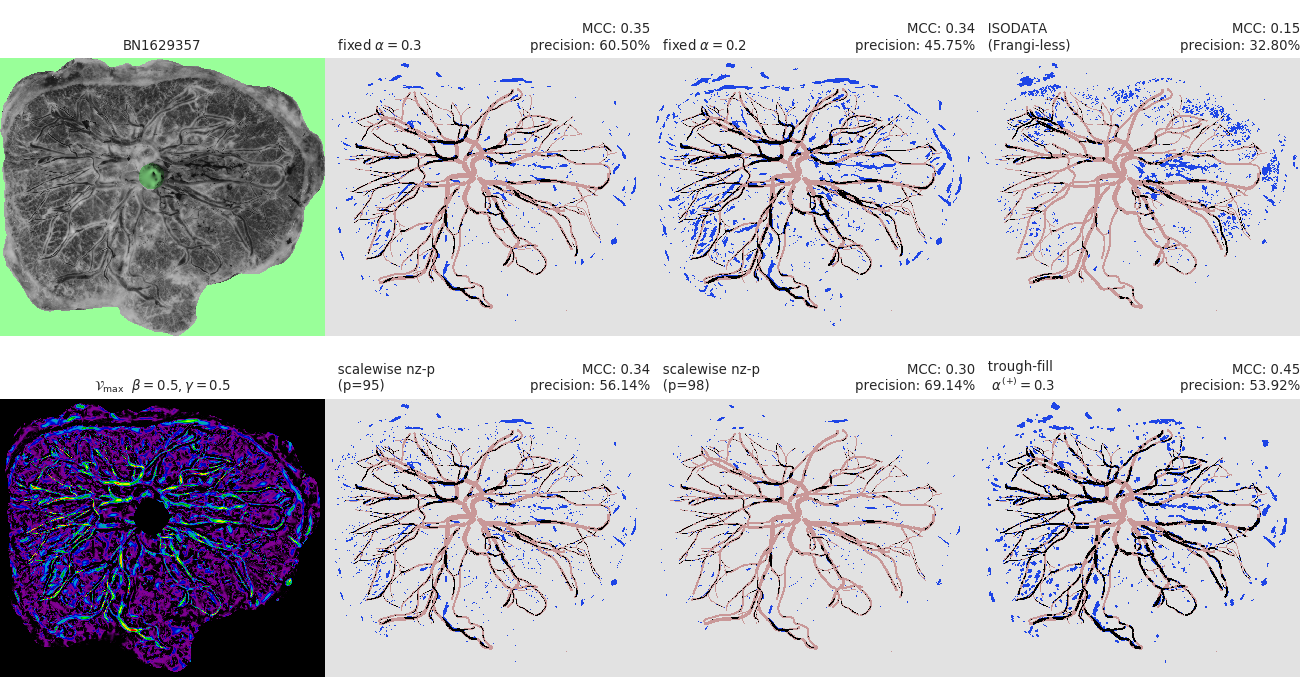 BN1629357
fixed α = 0.3
MCC: 0.35
precision: 60.50%
fixed α = 0.2
MCC: 0.34
precision: 45.75%
ISODATA
(Frangi-less)
MCC: 0.15
precision: 32.80%
𝒱max β = 0.5, γ = 0.5
scalewise nz-p
(p=95)
MCC: 0.34
precision: 56.14%
scalewise nz-p
(p=98)
MCC: 0.30
precision: 69.14%
trough-fill
α(+) = 0.3
MCC: 0.45
precision: 53.92%